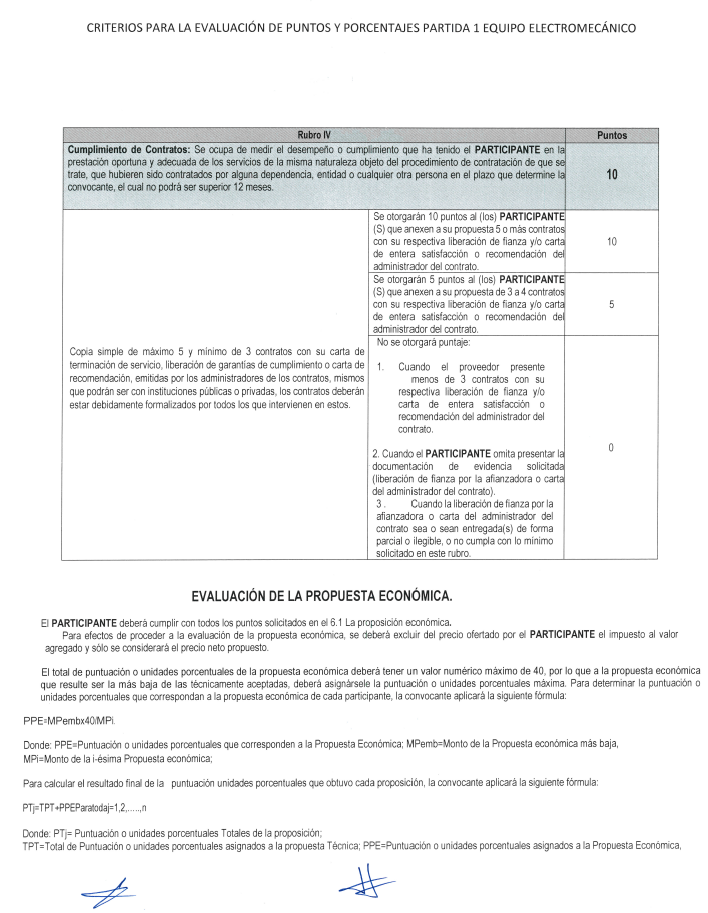 CRITERIOS PARA LA EVALUACIÓN DE PUNTOS Y PORCENTAJES PARTIDA 1 EQUIPO ELECTROMECÁNICO
Rubro IV
Puntos
Cumplimiento de Contratos: Se ocupa de medir el desempeño o cumplimiento que ha tenido el PARTICIPANTE en la
prestación oportuna y adecuada de los servicios de la misma naturaleza objeto del procedimiento de contratación de que se
trate, que hubieren sido contratados por alguna dependencia, entidad o cualquier otra persona en el plazo que determine la
convocante, el cual no podrá ser superior 12 meses.
10
Copia simple de máximo 5 y mínimo de 3 contratos con su carta de
terminación de servicio, liberación de garantías de cumplimiento o carta de
recomendación, emitidas por los administradores de los contratos, mismos
que podrán ser con instituciones públicas o privadas, los contratos deberán
estar debidamente formalizados por todos los que intervienen en estos.
Se otorgarán 10 puntos al (los) PARTICIPANTE
(S) que anexen a su propuesta 5 o más contratos
con su respectiva liberación de fianza y/o carta
de entera satisfacción o recomendación del
administrador del contrato.
10
Se otorgarán 5 puntos al (los) PARTICIPANTE
(S) que anexen a su propuesta de 3 a 4 contratos
con su respectiva liberación de fianza y/o carta
de entera satisfacción o recomendación del
administrador del contrato.
5
No se otorgará puntaje:
1. Cuando el proveedor presente
menos de 3 contratos con su
respectiva liberación de fianza y/o
carta de entera satisfacción o
recomendación del administrador del
contrato.
2. Cuando el PARTICIPANTE omita presentar la
documentación de evidencia solicitada
(liberación de fianza por la afianzadora o carta
del administrador del contrato).
3 . Cuando la liberación de fianza por la
afianzadora o carta del administrador del
contrato sea o sean entregada(s) de forma
parcial o ilegible, o no cumpla con lo mínimo
solicitado en este rubro.
0
EVALUACIÓN DE LA PROPUESTA ECONÓMICA.
El PARTICIPANTE deberá cumplir con todos los puntos solicitados en el 6.1 La proposición económica.
Para efectos de proceder a la evaluación de la propuesta económica, se deberá excluir del precio ofertado por el PARTICIPANTE el impuesto al valor
agregado y sólo se considerará el precio neto propuesto.
El total de puntuación o unidades porcentuales de la propuesta económica deberá tener un valor numérico máximo de 40, por lo que a la propuesta económica
que resulte ser la más baja de las técnicamente aceptadas, deberá asignársele la puntuación o unidades porcentuales máxima. Para determinar la puntuación o
unidades porcentuales que correspondan a la propuesta económica de cada participante, la convocante aplicará la siguiente fórmula:
PPE=MPembx40/MPi.
Donde: PPE=Puntuación o unidades porcentuales que corresponden a la Propuesta Económica; MPemb=Monto de la Propuesta económica más baja,
MPi=Monto de la i-ésima Propuesta económica;
Para calcular el resultado final de la puntuación unidades porcentuales que obtuvo cada proposición, la convocante aplicará la siguiente fórmula:
PTj=TPT+PPEParatodaj=1,2,.....,n
Donde: PTj= Puntuación o unidades porcentuales Totales de la proposición;
TPT=Total de Puntuación o unidades porcentuales asignados a la propuesta Técnica; PPE=Puntuación o unidades porcentuales asignados a la Propuesta Económica,